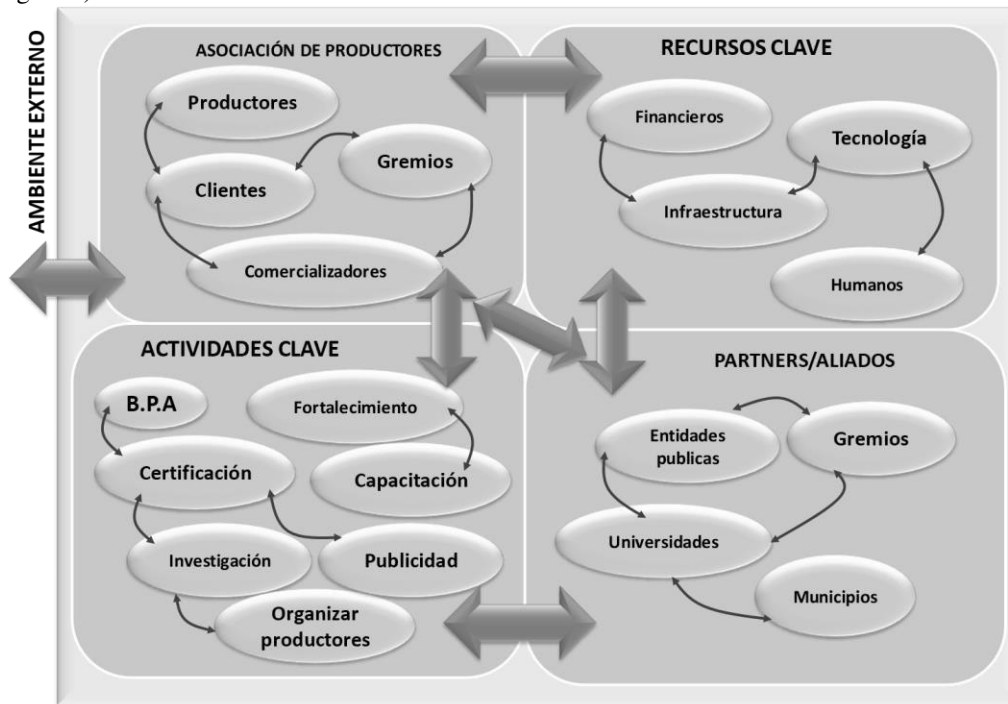 AMBIENTE EXTERNO
ASOCIACIÓN DE PRODUCTORES
Productores
Gremios
Clientes
Comercializadores
RECURSOS CLAVE
Financieros
Tecnología
Infraestructura
Humanos
ACTIVIDADES CLAVE
B.P.A
Fortalecimiento
Certificación
Capacitación
Investigación
Publicidad
Organizar
productores
PARTNERS/ALIADOS
Entidades
publicas
Gremios
Universidades
Municipios